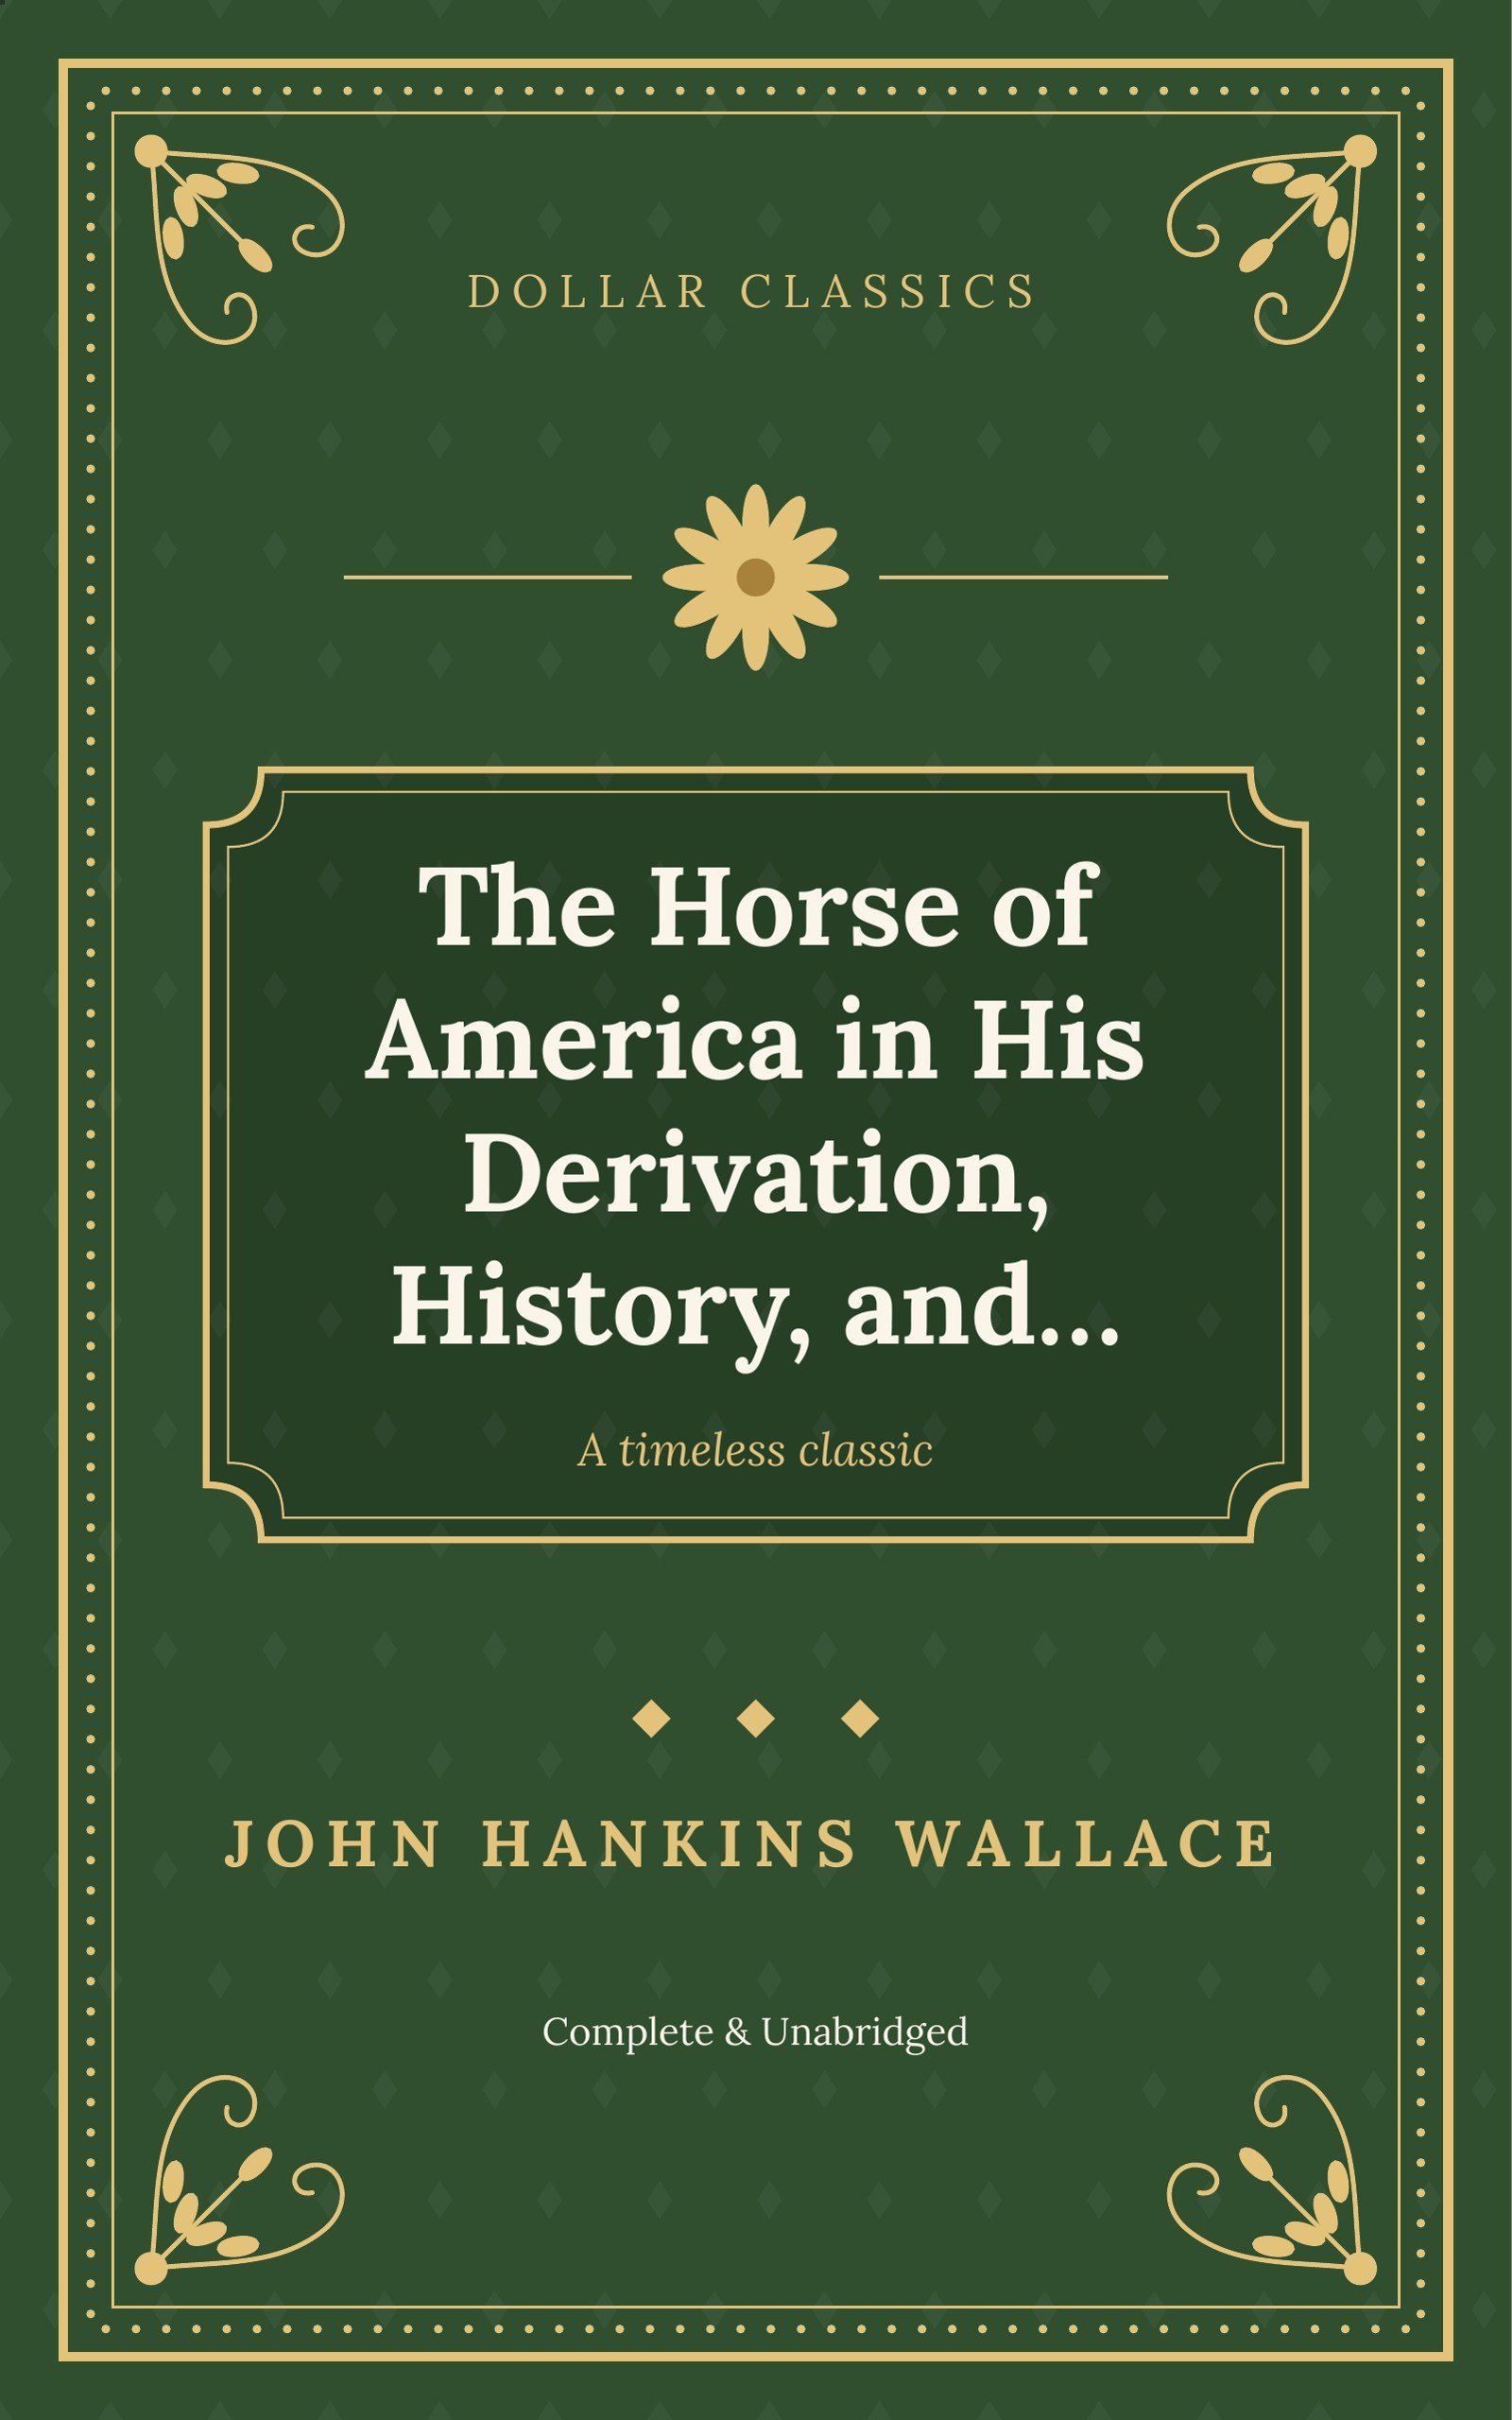 DOLLAR CLASSICS
The Horse of
America in His
Derivation,
History, and...
A timeless classic
JOHN HANKINS WALLACE
Complete & Unabridged